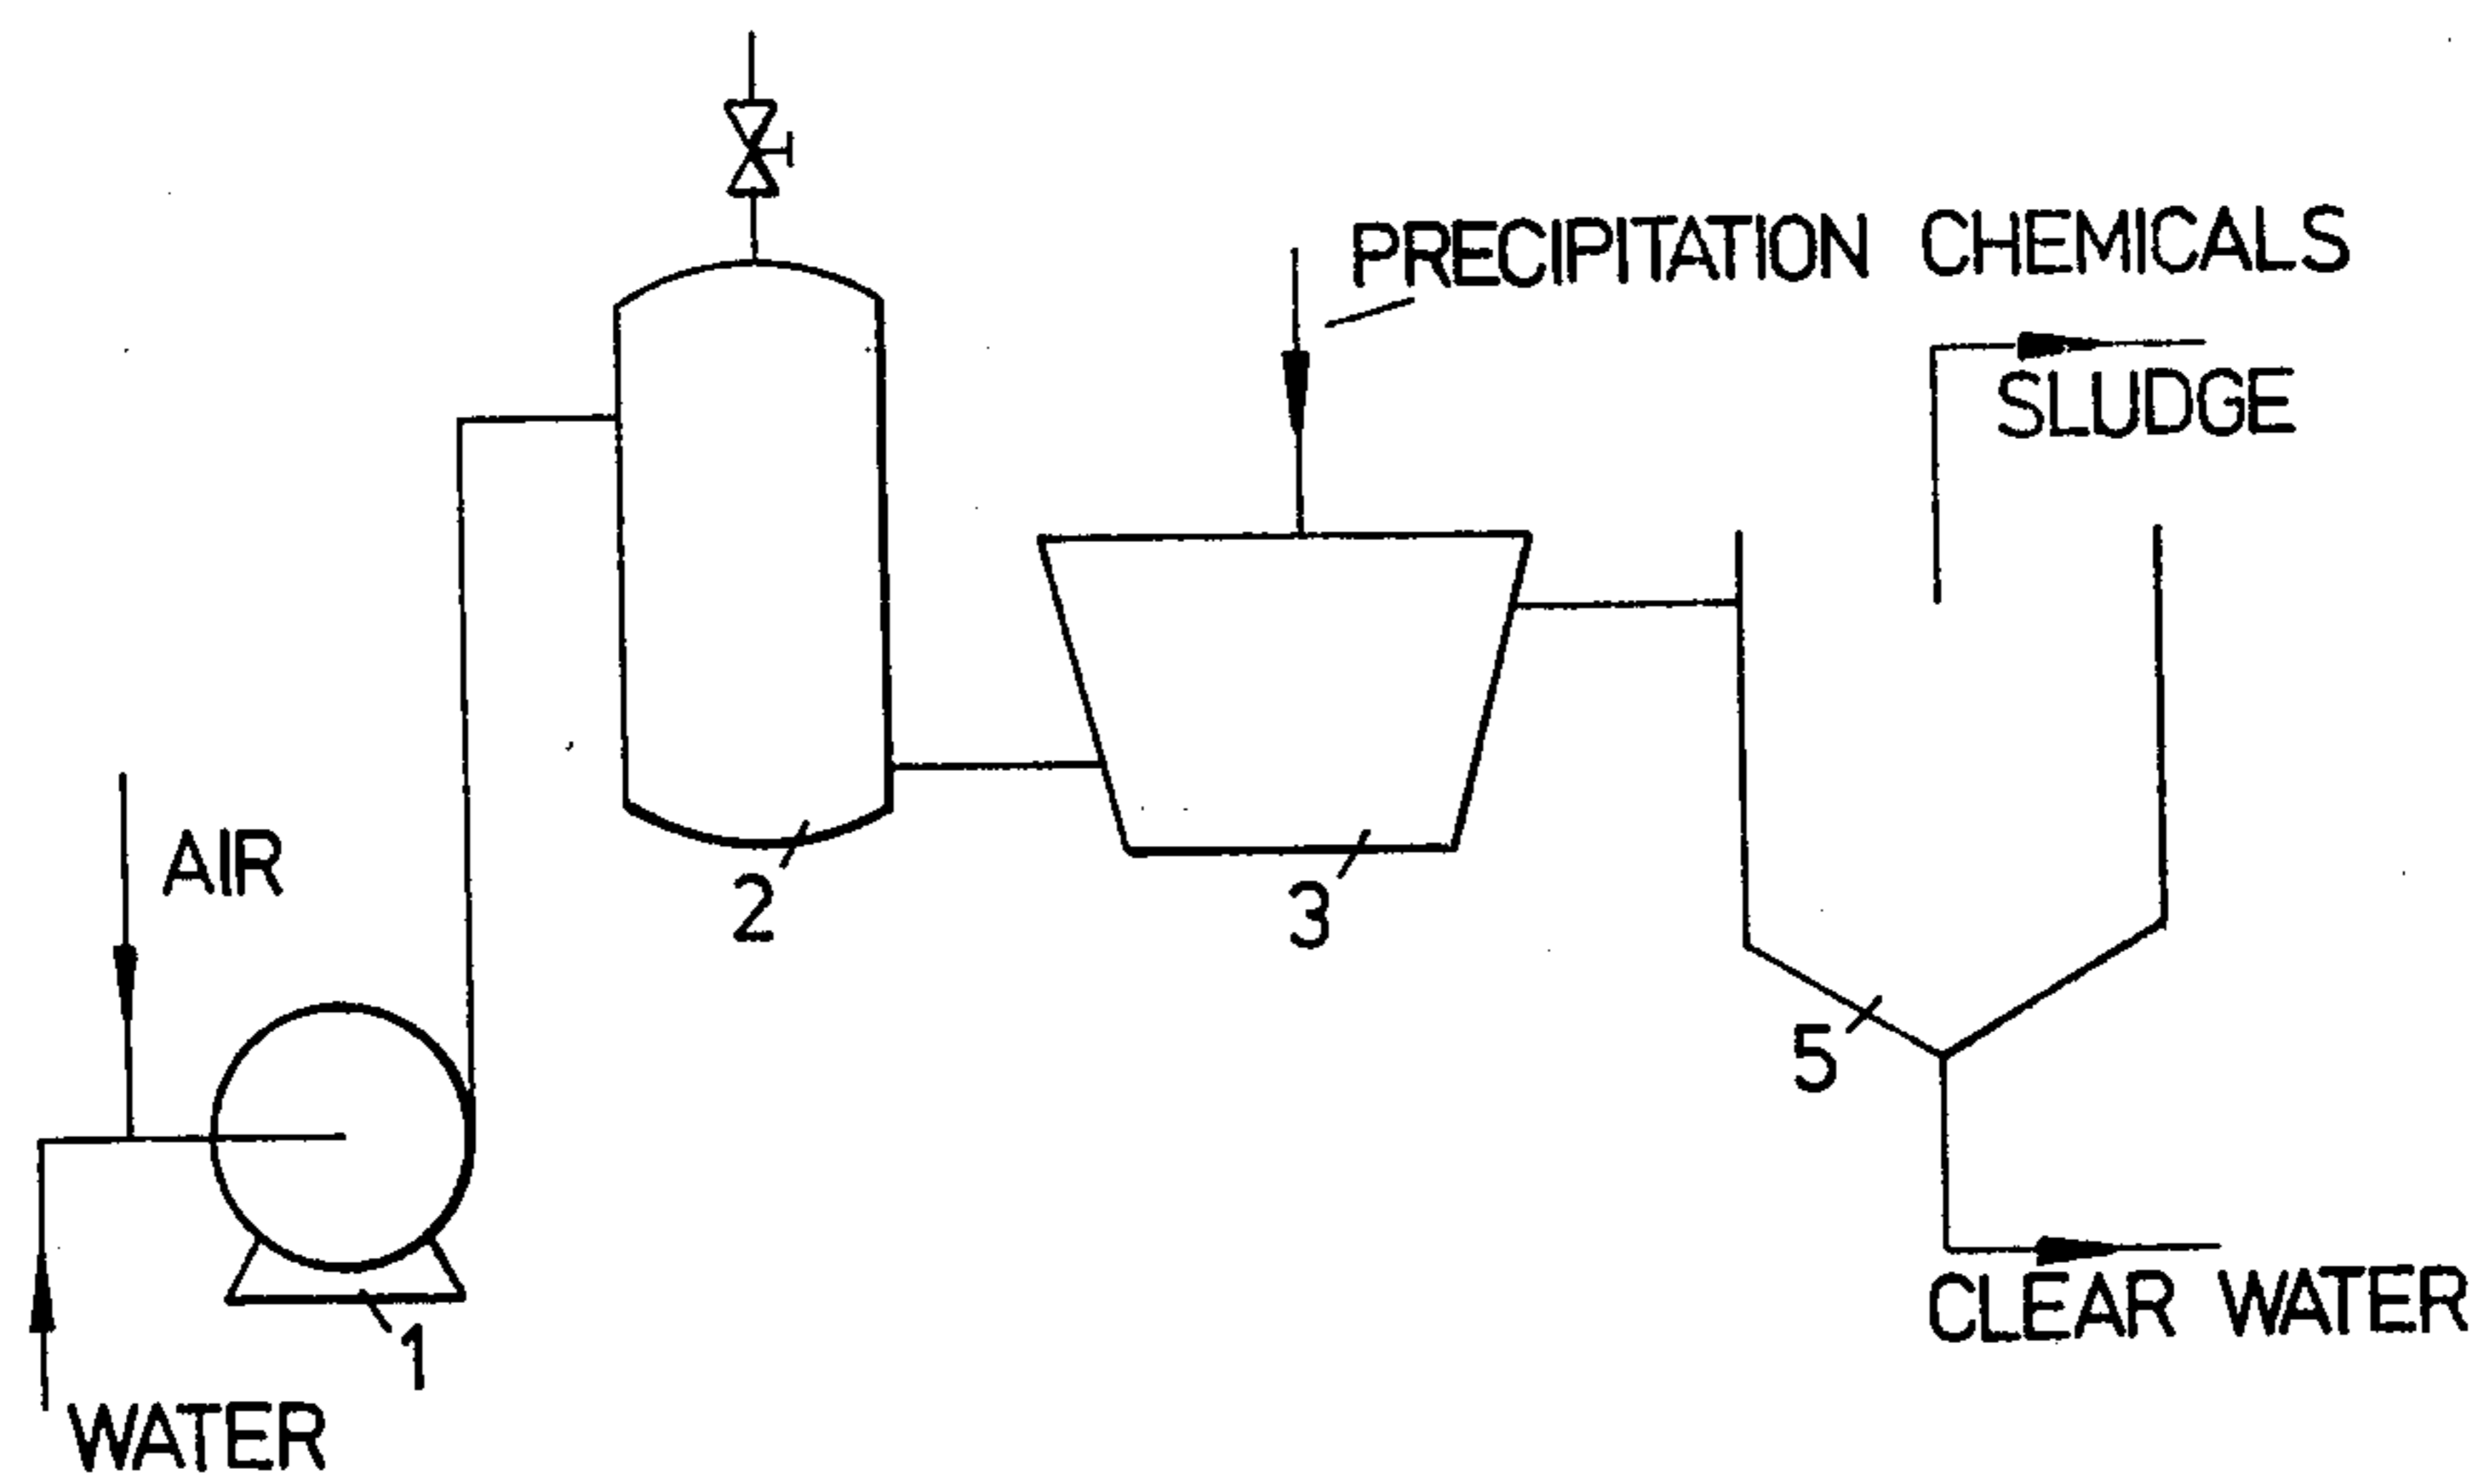 PRECIPITATION CHEMICALS
SLUDGE
AIR
2
3
5
1
CLEAR WATER
WATER